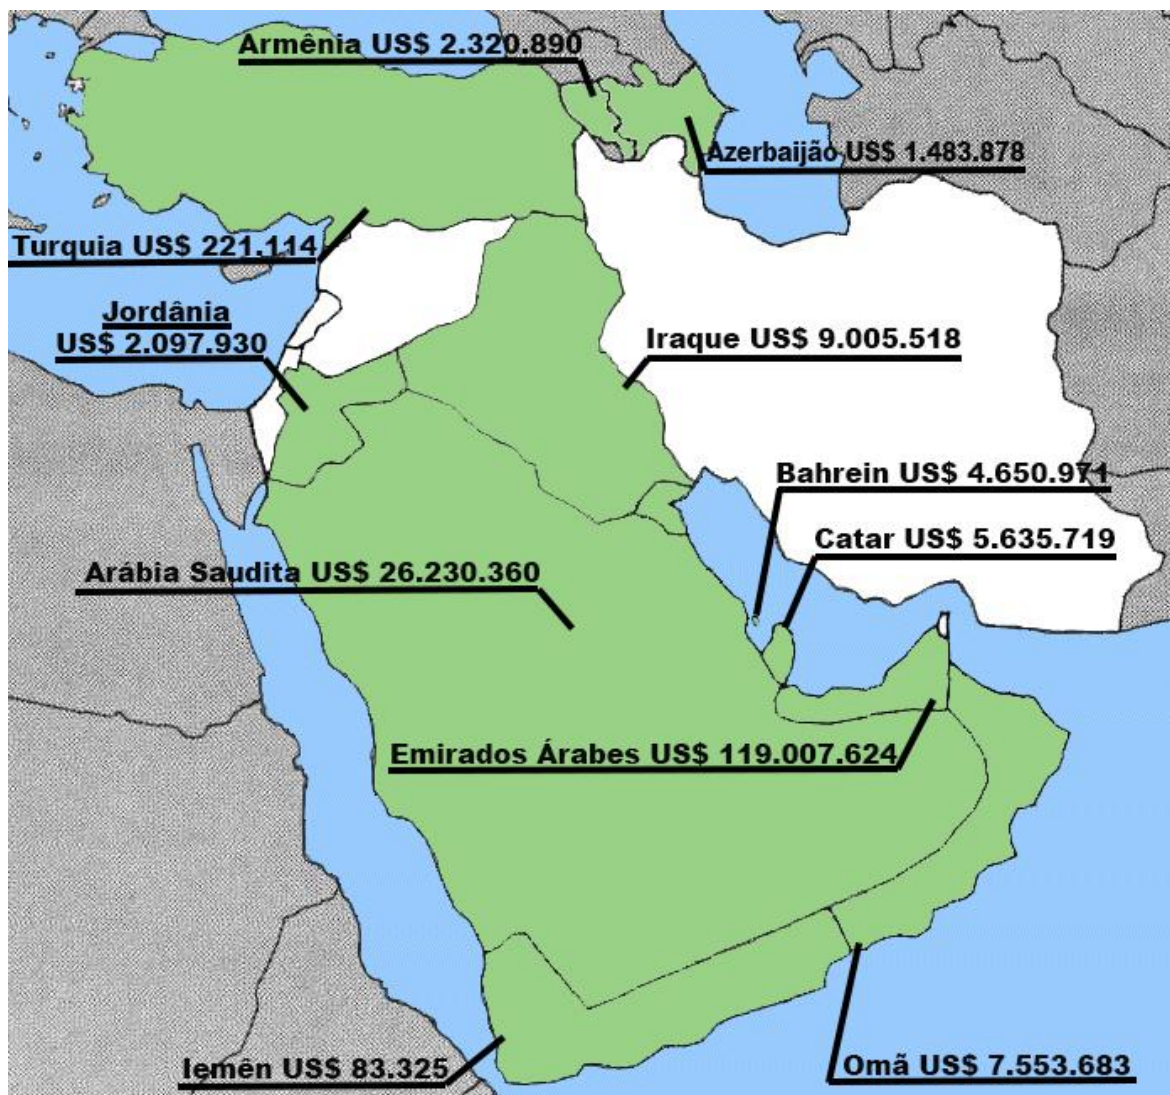 Armênia US$ 2.320.890
Azerbaijão US$ 1.483.878
Turquia US$ 221.114
Jordânia
US$ 2.097.930
Iraque US$ 9.005.518
Bahrein US$ 4.650.971
Catar US$ 5.635.719
Arábia Saudita US$ 26.230.360
Emirados Árabes US$ 119.007.624
Iemên US$ 83.325
Omã US$ 7.553.683